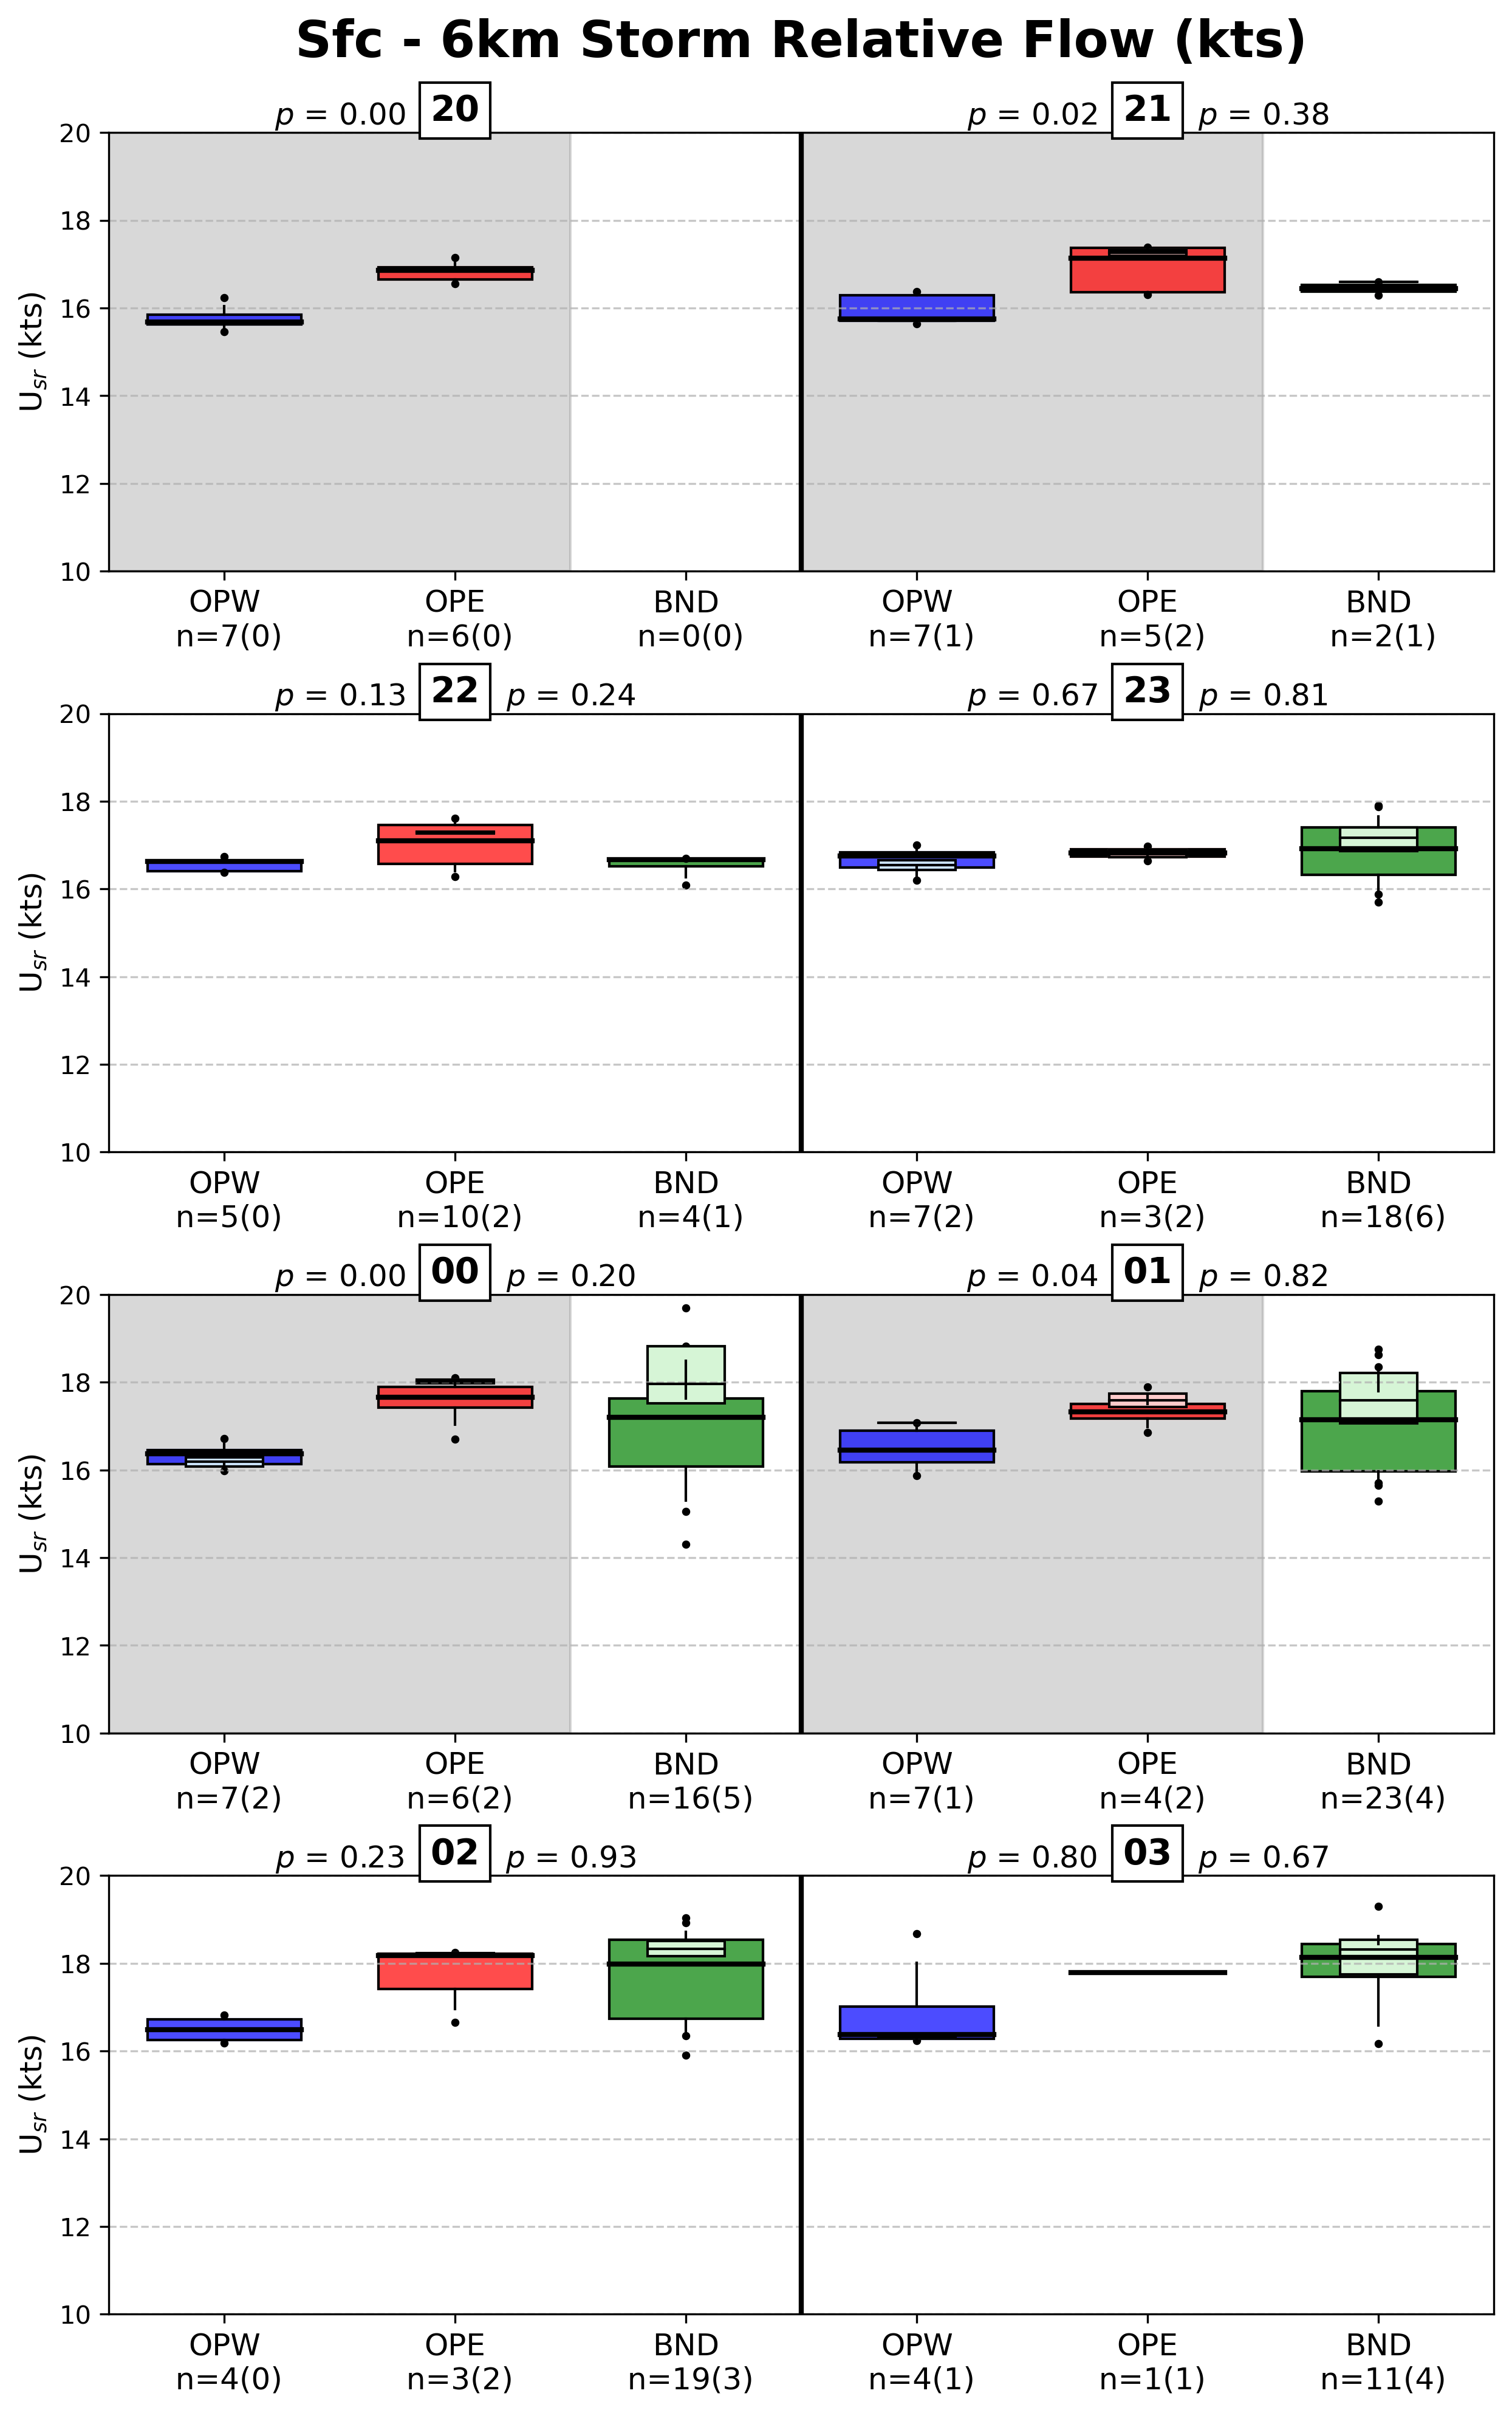 Sfc - 6km Storm Relative Flow (kts)
p = 0.00 20
p = 0.02 21 p = 0.38
20
18
16
14
12
10
U_sr (kts)
OPW OPE BND OPW OPE BND
n=7(0) n=6(0) n=0(0) n=7(1) n=5(2) n=2(1)
p = 0.13 22 p = 0.24
p = 0.67 23 p = 0.81
20
18
16
14
12
10
U_sr (kts)
OPW OPE BND OPW OPE BND
n=5(0) n=10(2) n=4(1) n=7(2) n=3(2) n=18(6)
p = 0.00 00 p = 0.20
p = 0.04 01 p = 0.82
20
18
16
14
12
10
U_sr (kts)
OPW OPE BND OPW OPE BND
n=7(2) n=6(2) n=16(5) n=7(1) n=4(2) n=23(4)
p = 0.23 02 p = 0.93
p = 0.80 03 p = 0.67
20
18
16
14
12
10
U_sr (kts)
OPW OPE BND OPW OPE BND
n=4(0) n=3(2) n=19(3) n=4(1) n=1(1) n=11(4)